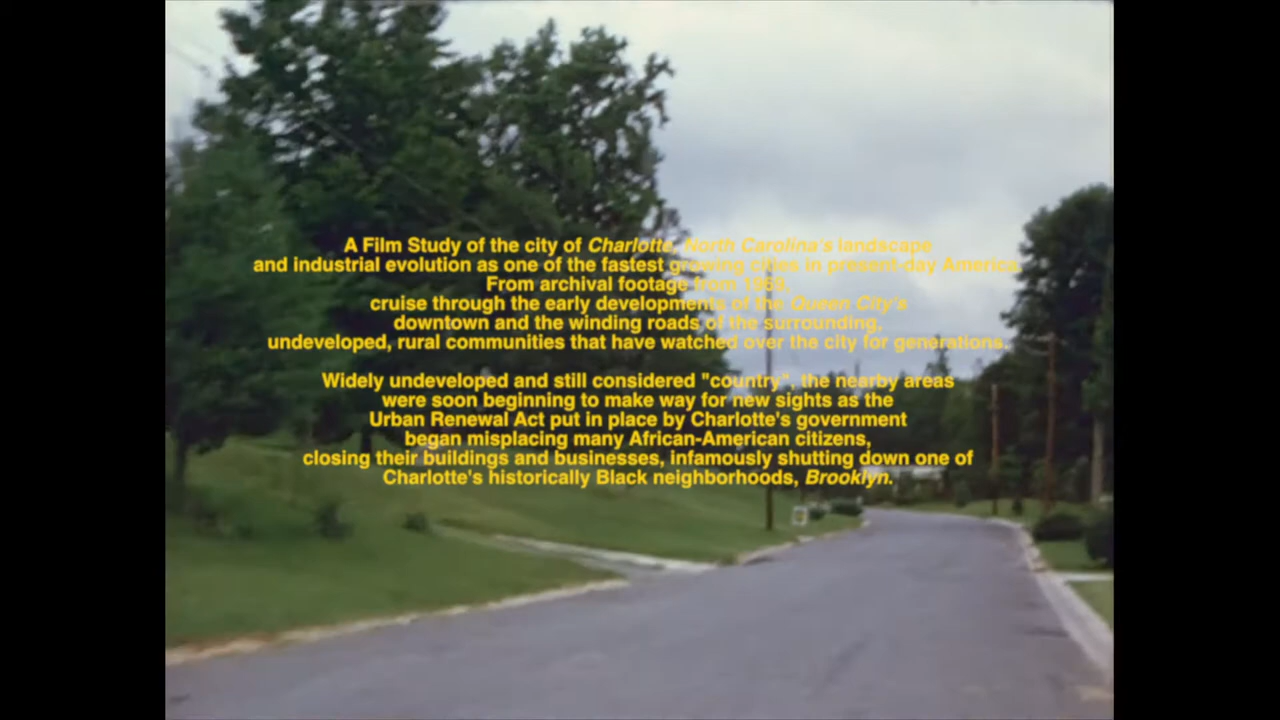 A Film Study of the city of Charlotte, North Carolina's landscape
and industrial evolution as one of the fastest growing cities in present-day America.
From archival footage from 1969,
cruise through the early developments of the Queen City's
downtown and the winding roads of the surrounding,
undeveloped, rural communities that have watched over the city for generations.
Widely undeveloped and still considered "country", the nearby areas
were soon beginning to make way for new sights as the
Urban Renewal Act put in place by Charlotte's government
began misplacing many African-American citizens,
closing their buildings and businesses, infamously shutting down one of
Charlotte's historically Black neighborhoods, Brooklyn.